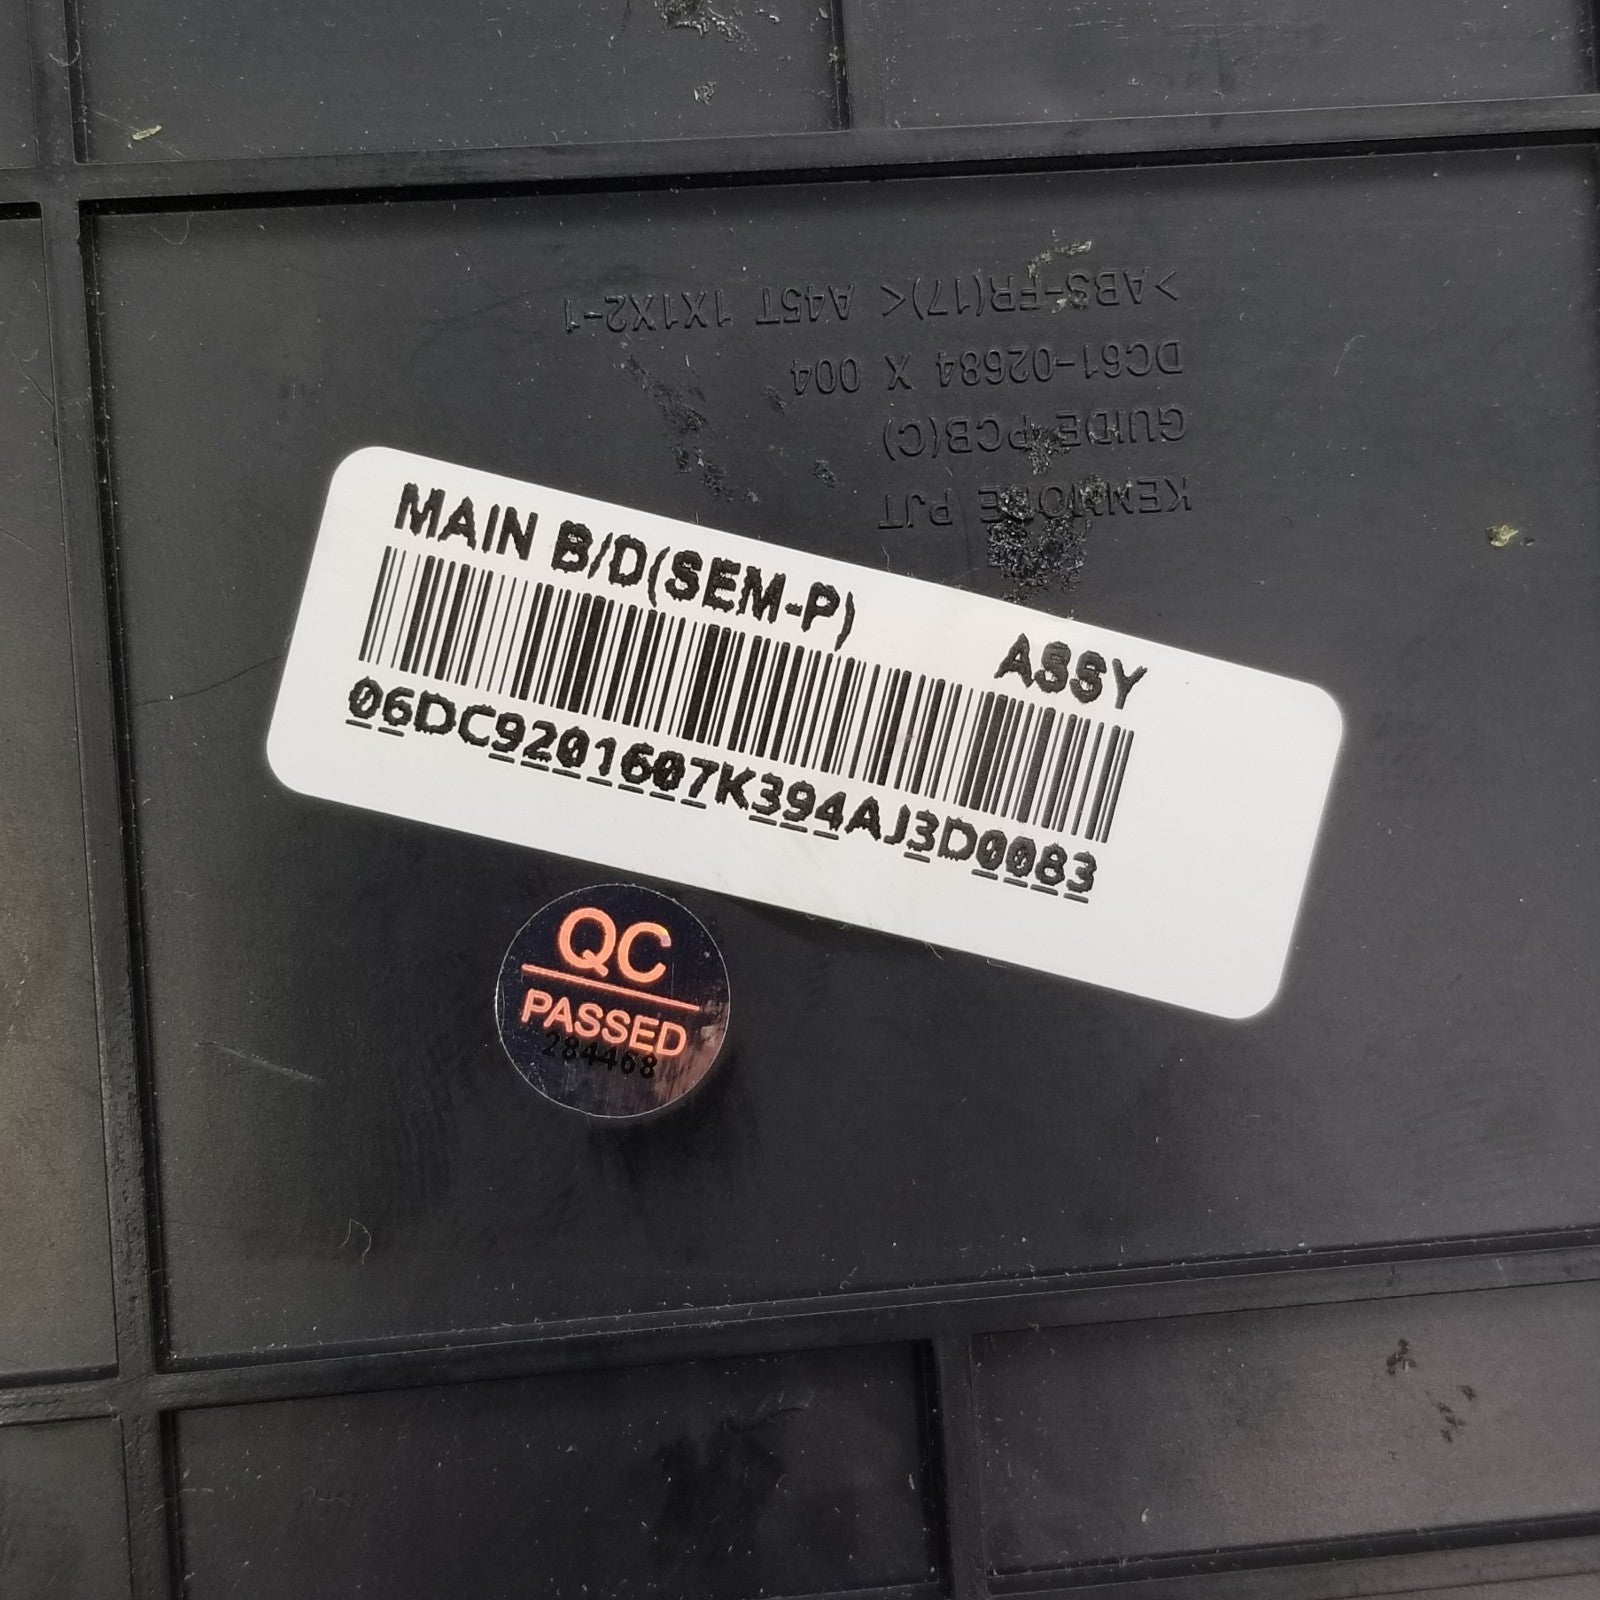 KENMORE PJT
GUIDE-PCB(C)
DC61-02684 X 004
>ABS-FR(17)< A45T 1X1X2-1
MAIN B/D(SEM-P) ASSY
06DC9201607K394AJ3D0083
QC
PASSED
284468